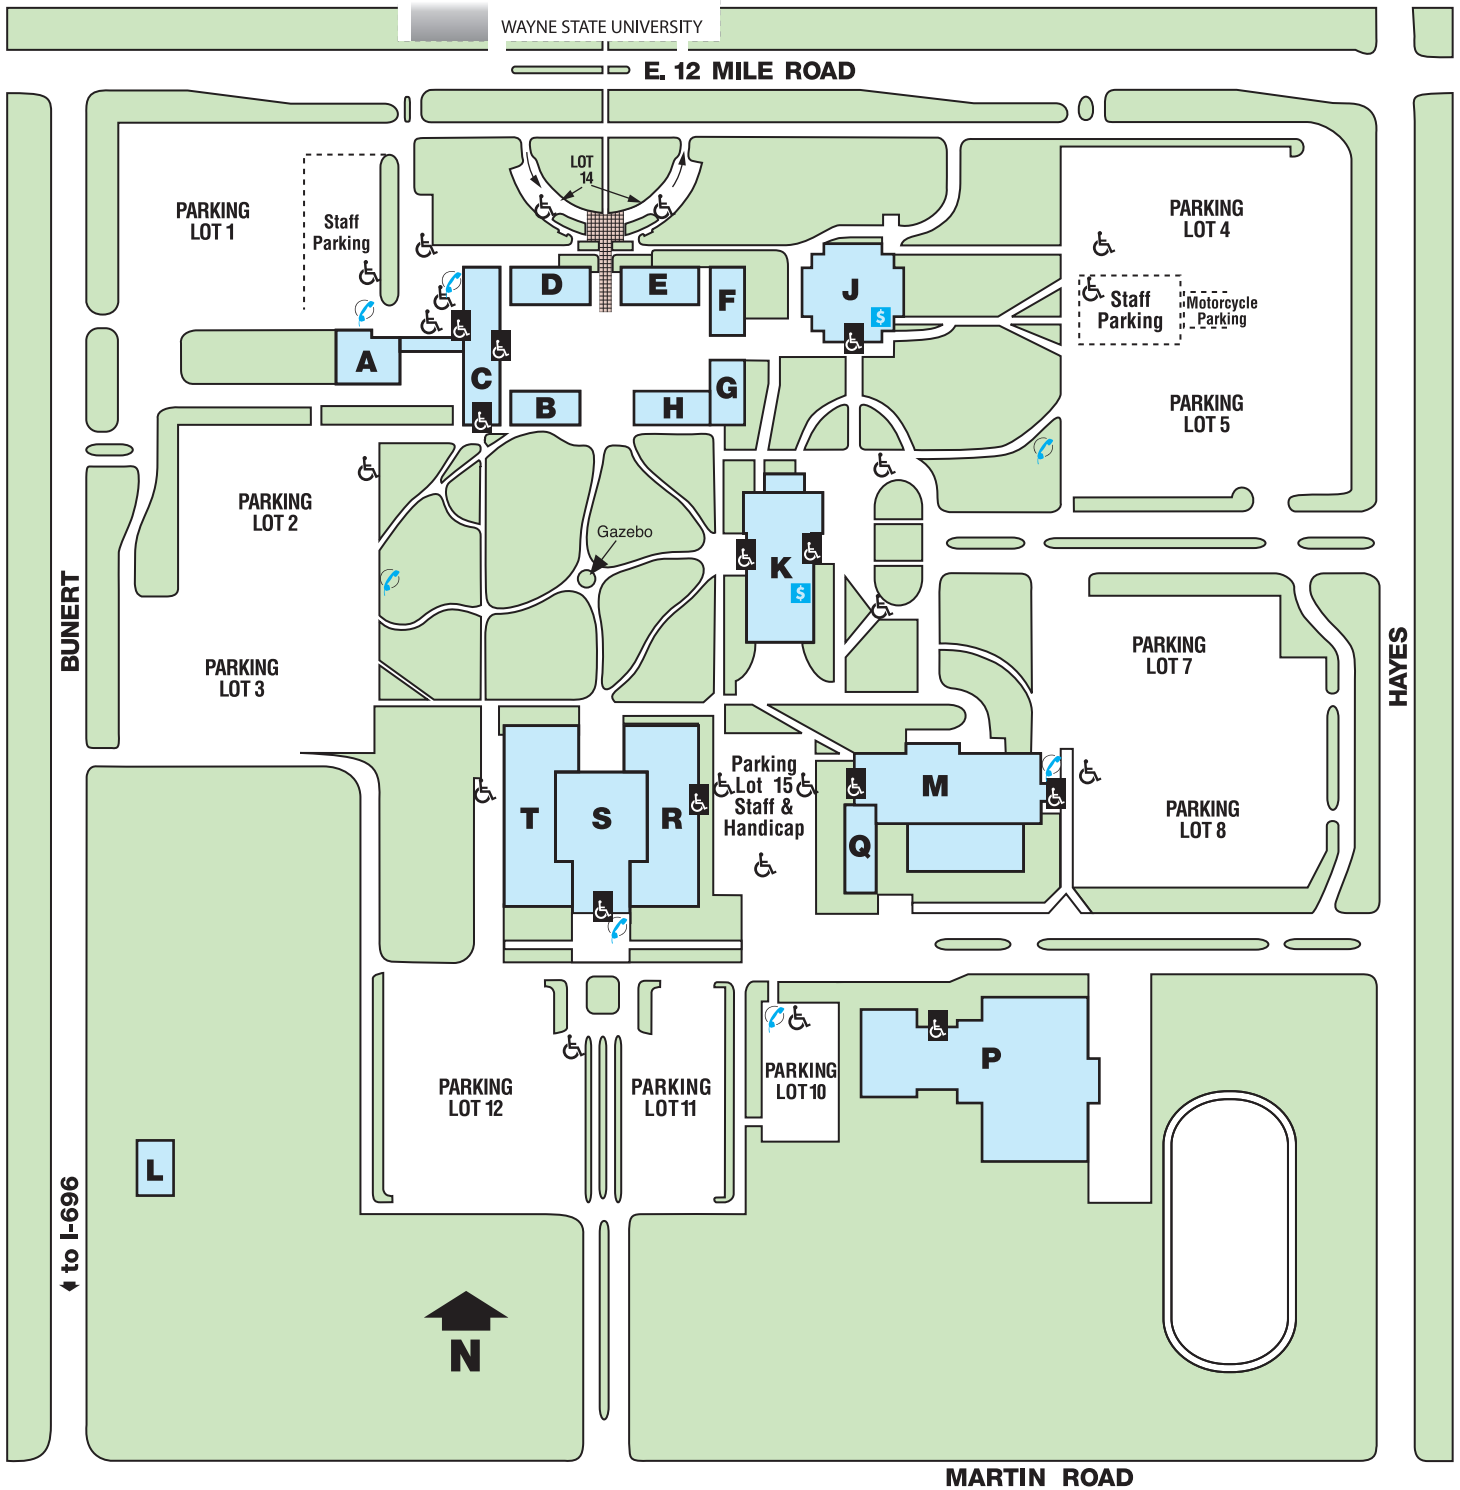 WAYNE STATE UNIVERSITY
E. 12 MILE ROAD
LOT
14
PARKING
LOT 1
Staff
Parking
PARKING
LOT 4
D
E
F
J
$
Staff
Parking
Motorcycle
Parking
A
C
B
H
G
PARKING
LOT 5
PARKING
LOT 2
Gazebo
K
$
BUNERT
HAYES
PARKING
LOT 3
PARKING
LOT 7
T
S
R
Parking
Lot 15
Staff &
Handicap
M
Q
PARKING
LOT 8
PARKING
LOT 12
PARKING
LOT 11
PARKING
LOT 10
P
L
to I-696
N
MARTIN ROAD